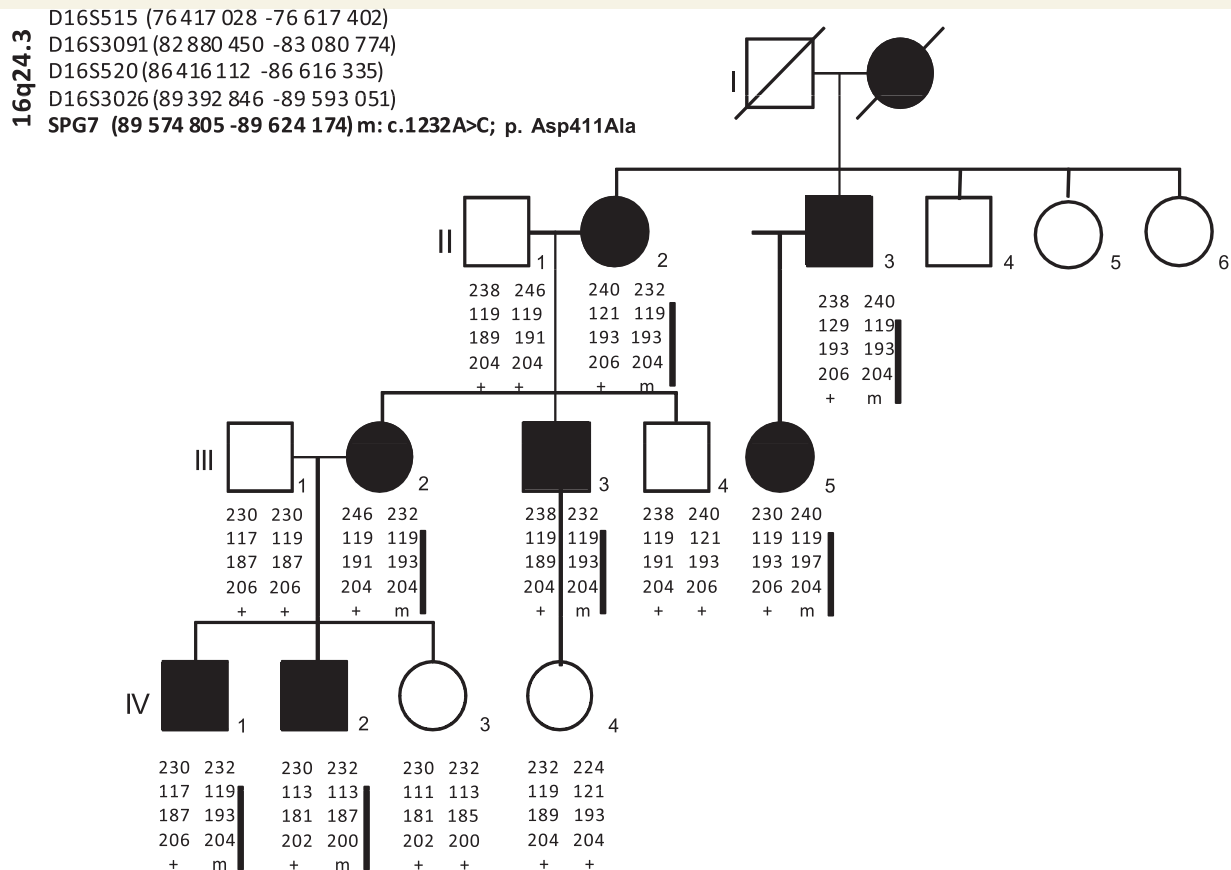 16q24.3
D16S515 (76 417 028 -76 617 402)
D16S3091 (82 880 450 -83 080 774)
D16S520 (86 416 112 -86 616 335)
D16S3026 (89 392 846 -89 593 051)
SPG7 (89 574 805 -89 624 174) m: c.1232A>C; p. Asp411Ala
I
II
1 2 3 4 5 6
238 246 240 232
119 119 121 119
189 191 193 193
204 204 206 204
+ + + m
238 240
129 119
193 193
206 204
+ m
III
1 2 3 4 5
230 230 246 232 238 232 238 240 230 240
117 119 119 119 119 119 119 121 119 119
187 187 191 193 189 193 191 193 193 197
206 206 204 204 204 204 204 206 206 204
+ + + m + m + + + m
IV
1 2 3 4
230 232 230 232 230 232 232 224
117 119 113 113 111 113 119 121
187 193 181 187 181 185 189 193
206 204 202 200 202 200 204 204
+ m + m + + + +